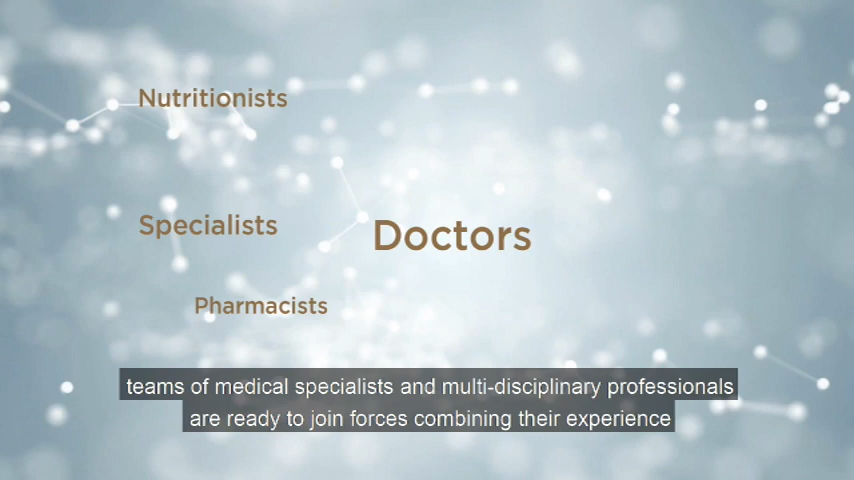 Nutritionists
Specialists
Doctors
Pharmacists
teams of medical specialists and multi-disciplinary professionals
are ready to join forces combining their experience